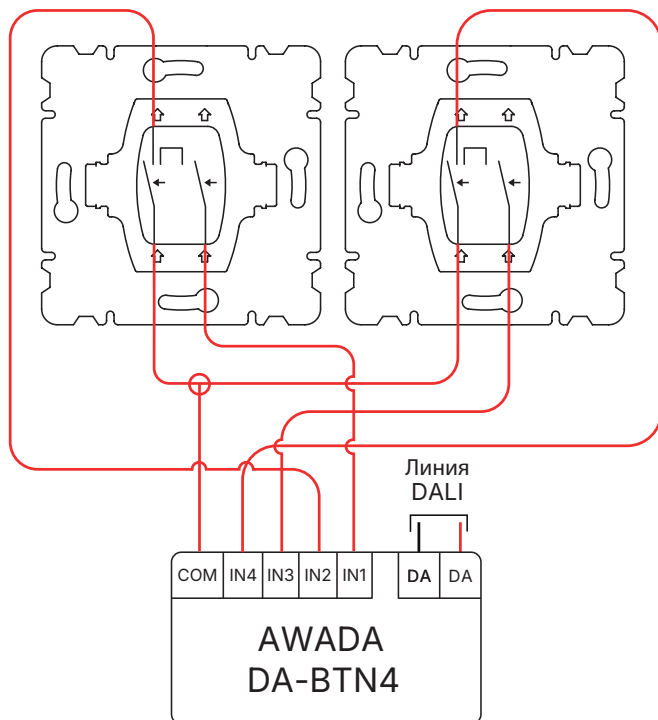 Линия
DALI
COM IN4 IN3 IN2 IN1 DA DA
AWADA
DA-BTN4